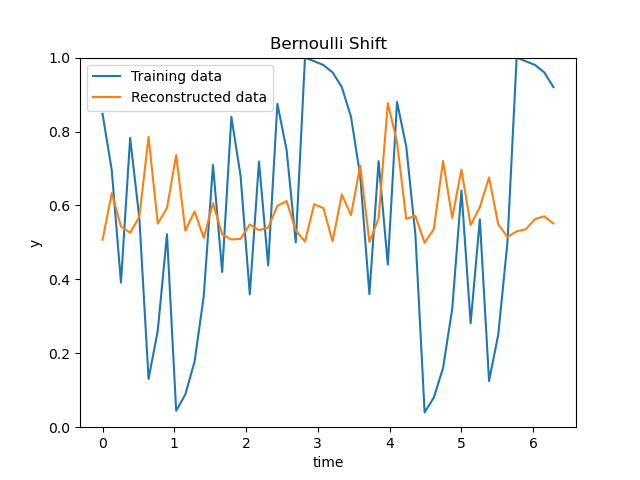 Bernoulli Shift
Training data
Reconstructed data
1.0
0.8
0.6
0.4
0.2
0.0
y
0 1 2 3 4 5 6
time